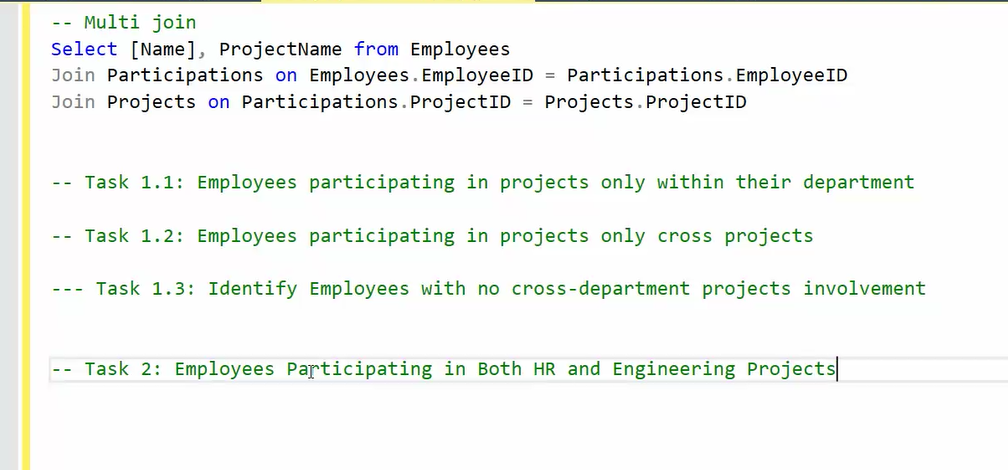 -- Multi join
Select [Name], ProjectName from Employees
Join Participations on Employees.EmployeeID = Participations.EmployeeID
Join Projects on Participations.ProjectID = Projects.ProjectID
-- Task 1.1: Employees participating in projects only within their department
-- Task 1.2: Employees participating in projects only cross projects
--- Task 1.3: Identify Employees with no cross-department projects involvement
-- Task 2: Employees Participating in Both HR and Engineering Projects